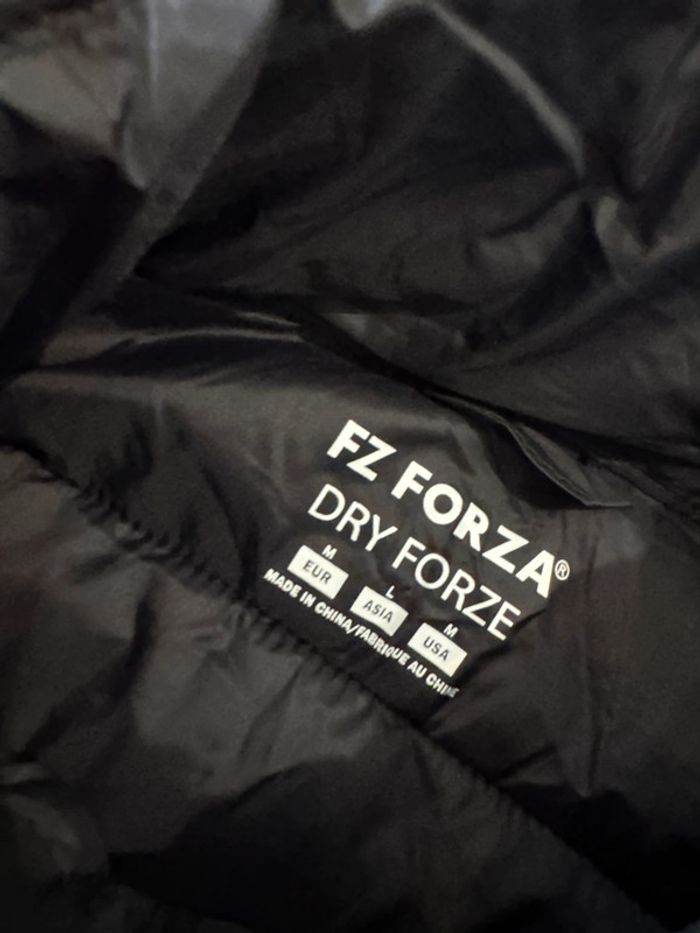 FZ FORZA®
DRY FORZE
M L M
EUR ASIA USA
MADE IN CHINA/FABRIQUE AU CHINE